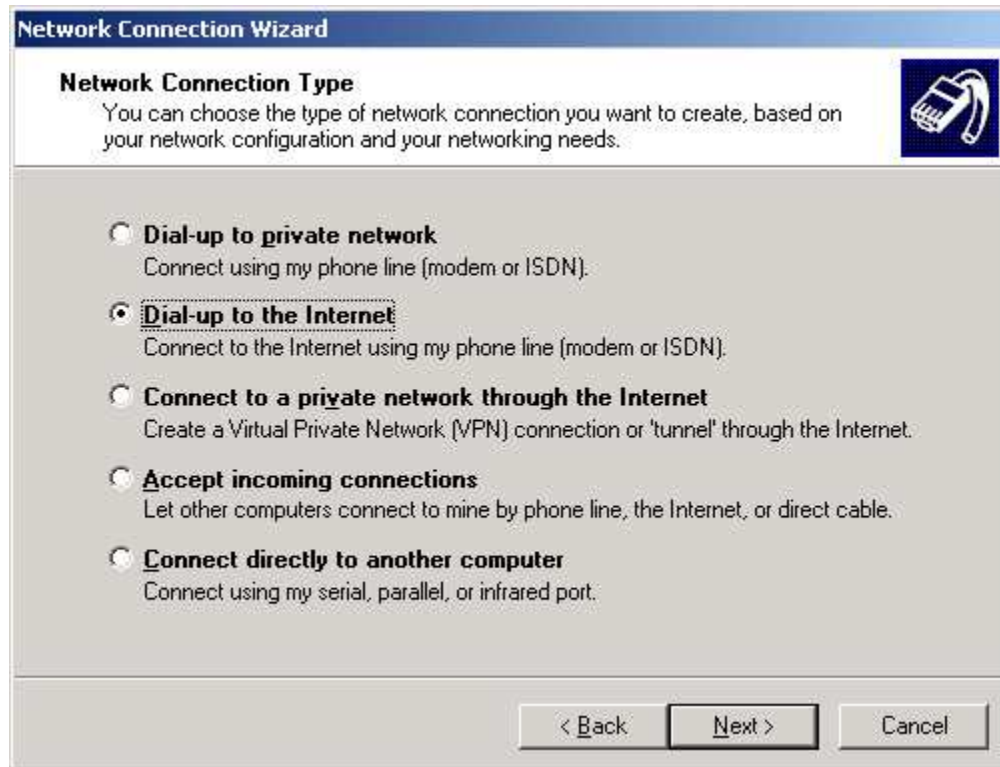 Network Connection Wizard
Network Connection Type
You can choose the type of network connection you want to create, based on
your network configuration and your networking needs.
Dial-up to private network
Connect using my phone line (modem or ISDN).
Dial-up to the Internet
Connect to the Internet using my phone line (modem or ISDN).
Connect to a private network through the Internet
Create a Virtual Private Network (VPN) connection or 'tunnel' through the Internet.
Accept incoming connections
Let other computers connect to mine by phone line, the Internet, or direct cable.
Connect directly to another computer
Connect using my serial, parallel, or infrared port.
< Back Next > Cancel